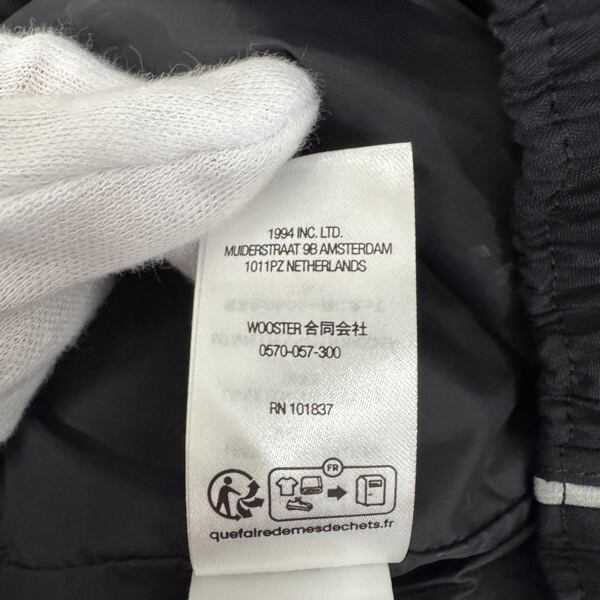 1994 INC. LTD.
MUIDERSTRAAT 9B AMSTERDAM
1011PZ NETHERLANDS
WOOSTER 合同会社
0570-057-300
RN 101837
FR
quefairedemesdechets.fr